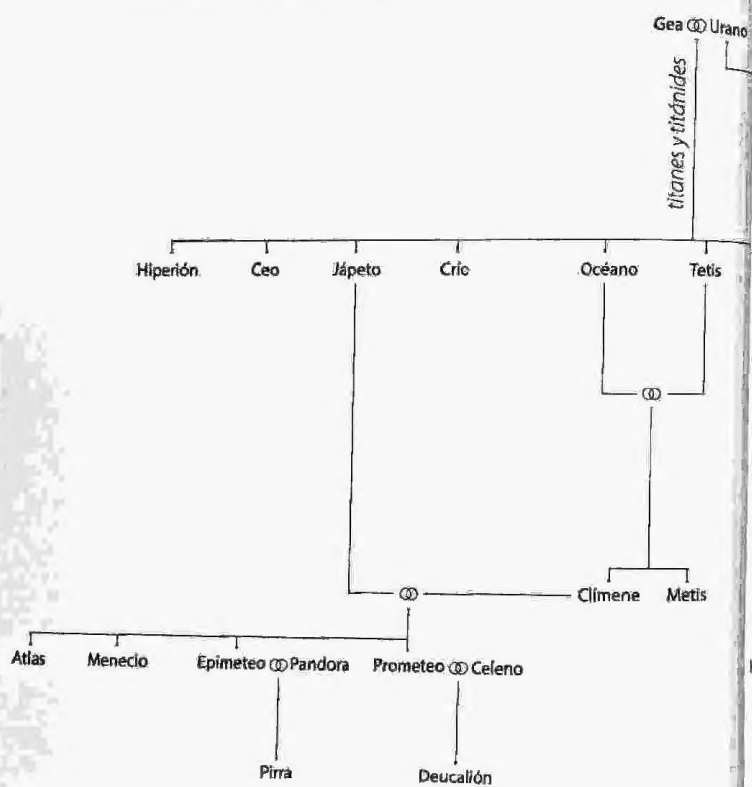 Gea Urano
titanes y titánides
Hiperión Ceo Jápeto Crío Océano Tetis
Clímene Metis
Atlas Menecio Epimeteo Pandora Prometeo Celeno
Pirra Deucalión